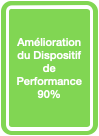 Amélioration
du Dispositif
de
Performance
90%